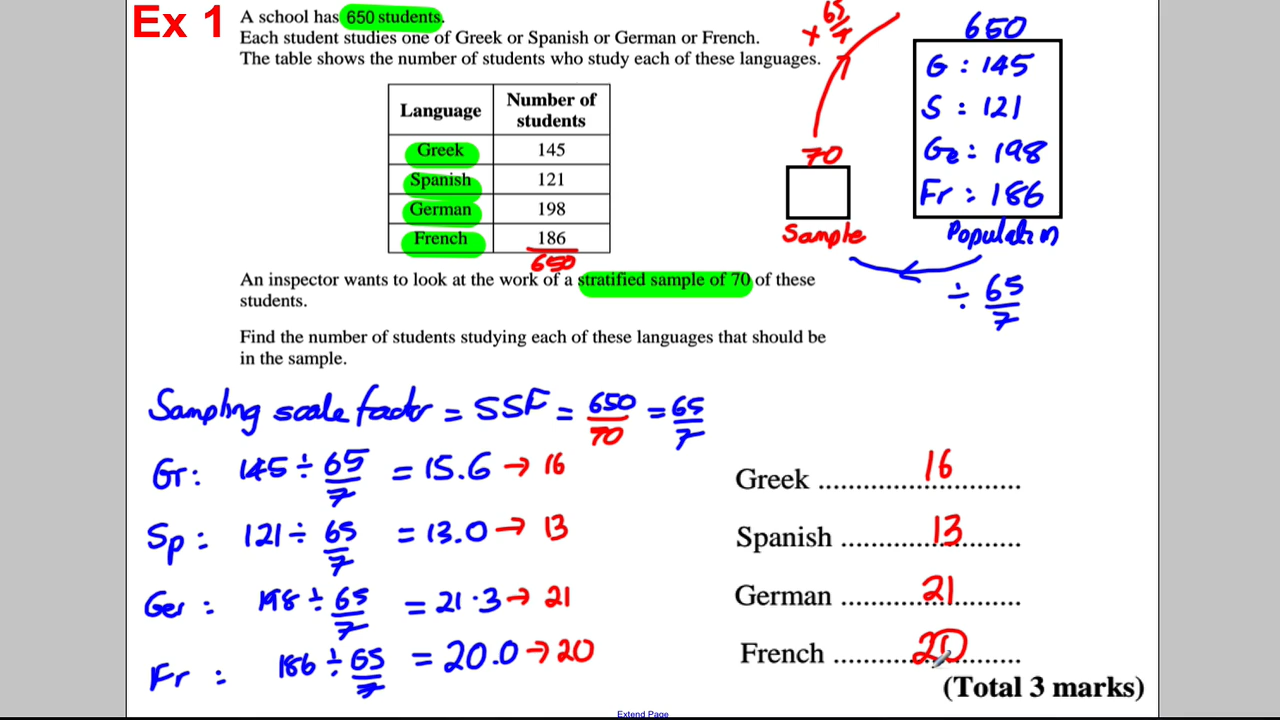 Ex 1
A school has 650 students.
Each student studies one of Greek or Spanish or German or French.
The table shows the number of students who study each of these languages.
Language Number of students
Greek 145
Spanish 121
German 198
French 186
650
An inspector wants to look at the work of a stratified sample of 70 of these
students.
Find the number of students studying each of these languages that should be
in the sample.
× 65/7
70
Sample
650
G : 145
S : 121
Ge : 198
Fr : 186
Population
÷ 65/7
Sampling scale factor = SSF = 650/70 = 65/7
Gr : 145 ÷ 65/7 = 15.6 → 16
Sp : 121 ÷ 65/7 = 13.0 → 13
Ger : 198 ÷ 65/7 = 21.3 → 21
Fr : 186 ÷ 65/7 = 20.0 → 20
Greek .......... 16 ..........
Spanish .......... 13 ..........
German .......... 21 ..........
French .......... 20 ..........
(Total 3 marks)
Extend Page